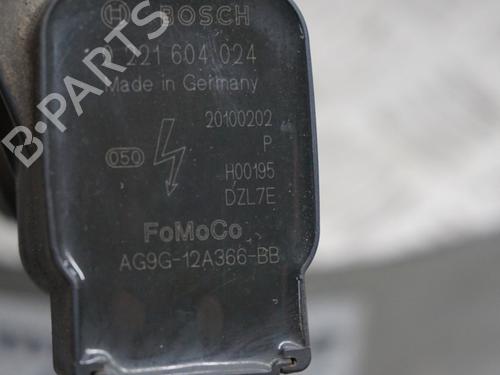 BOSCH
221 604 024
Made in Germany
20100202
P
050
H00195
DZL7E
FoMoCo
AG9G-12A366-BB
B-PARTS